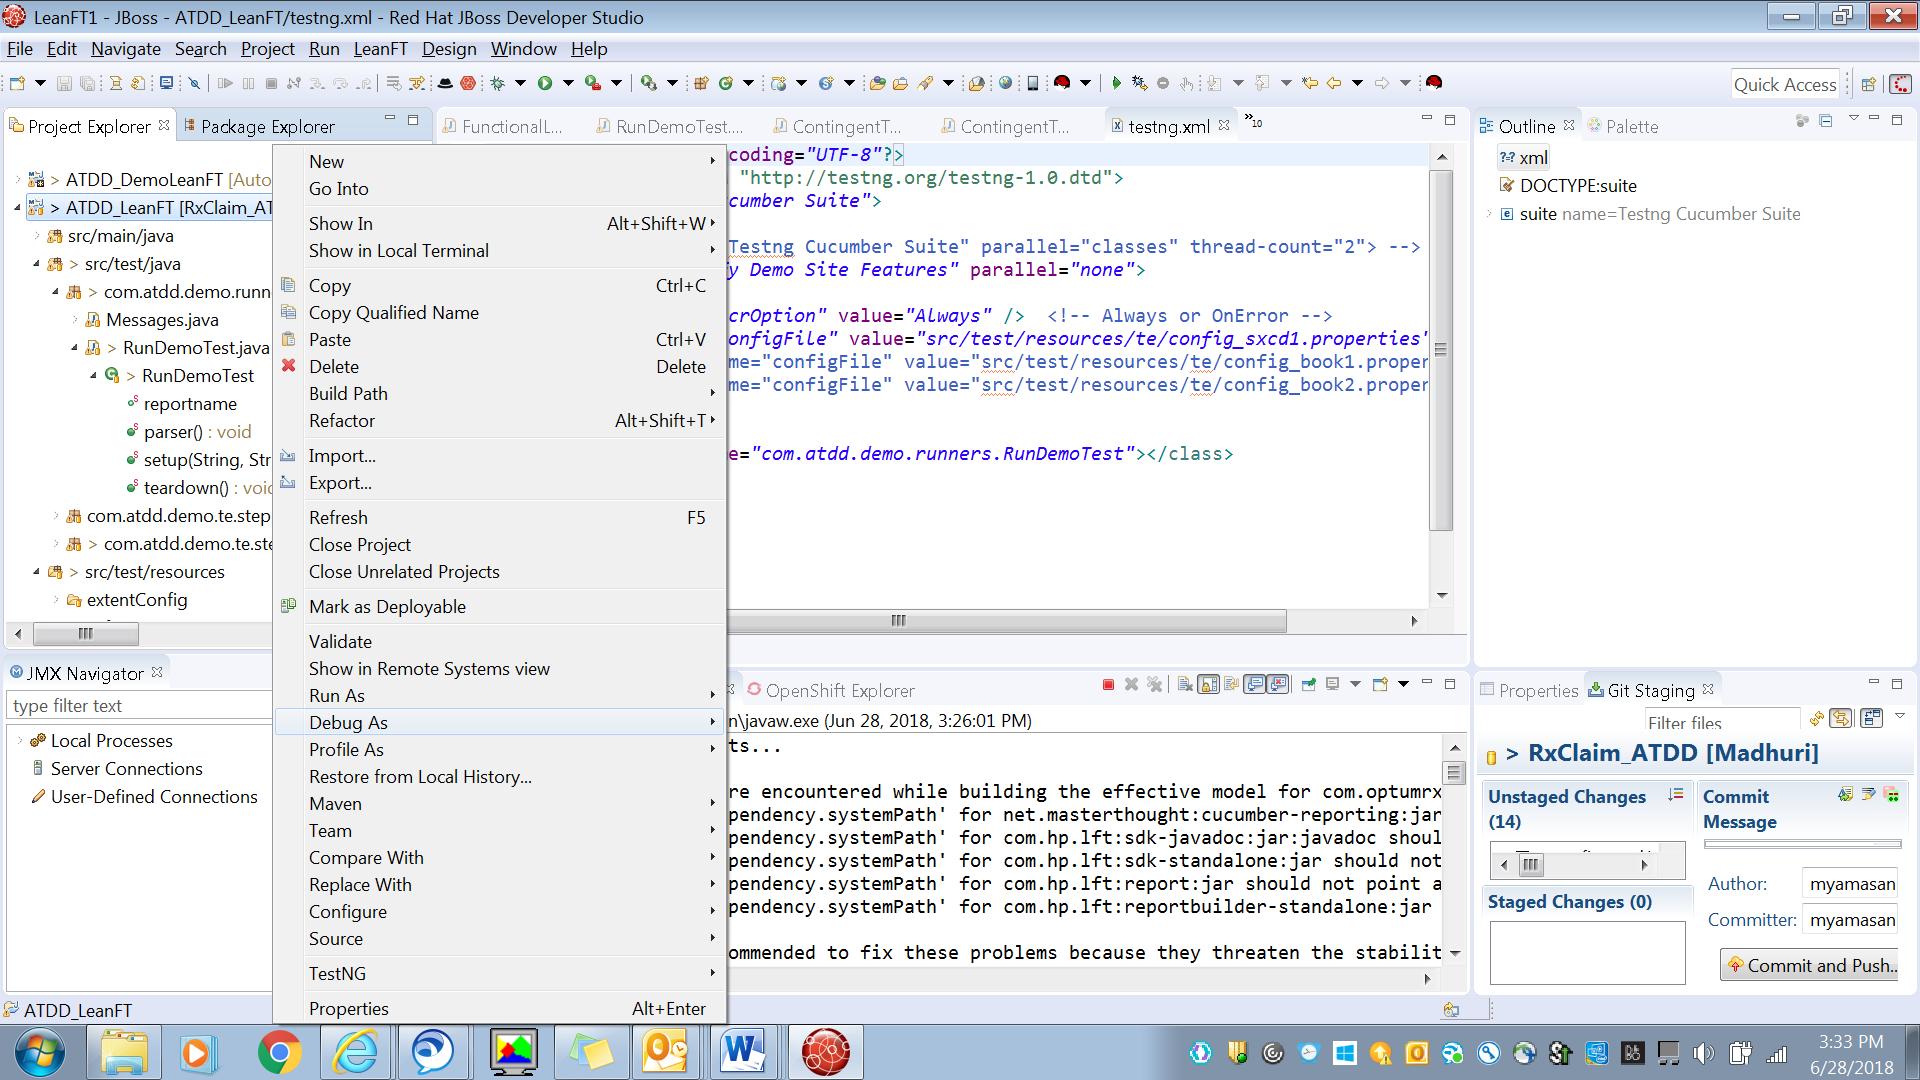 LeanFT1 - JBoss - ATDD_LeanFT/testng.xml - Red Hat JBoss Developer Studio
File Edit Navigate Search Project Run LeanFT Design Window Help
Quick Access
Project Explorer
Package Explorer
FunctionalL...
RunDemoTest....
ContingentT...
ContingentT...
testng.xml
10
Outline
Palette
> ATDD_DemoLeanFT [Auto
> ATDD_LeanFT [RxClaim_AT
src/main/java
> src/test/java
> com.atdd.demo.runn
Messages.java
> RunDemoTest.java
> RunDemoTest
reportname
parser() : void
setup(String, Str
teardown() : void
com.atdd.demo.te.step
> com.atdd.demo.te.ste
> src/test/resources
extentConfig
New
Go Into
Show In Alt+Shift+W
Show in Local Terminal
Copy Ctrl+C
Copy Qualified Name
Paste Ctrl+V
Delete Delete
Build Path
Refactor Alt+Shift+T
Import...
Export...
Refresh F5
Close Project
Close Unrelated Projects
Mark as Deployable
Validate
Show in Remote Systems view
Run As
Debug As
Profile As
Restore from Local History...
Maven
Team
Compare With
Replace With
Configure
Source
TestNG
Properties Alt+Enter
coding="UTF-8"?>
"http://testng.org/testng-1.0.dtd">
cumber Suite">
Testng Cucumber Suite" parallel="classes" thread-count="2"> -->
y Demo Site Features" parallel="none">
crOption" value="Always" /> <!-- Always or OnError -->
onfigFile" value="src/test/resources/te/config_sxcd1.properties"
me="configFile" value="src/test/resources/te/config_book1.proper
me="configFile" value="src/test/resources/te/config_book2.proper
e="com.atdd.demo.runners.RunDemoTest"></class>
xml
DOCTYPE:suite
suite name=Testng Cucumber Suite
JMX Navigator
type filter text
Local Processes
Server Connections
User-Defined Connections
OpenShift Explorer
n\javaw.exe (Jun 28, 2018, 3:26:01 PM)
ts...
re encountered while building the effective model for com.optumrx
pendency.systemPath' for net.masterthought:cucumber-reporting:jar
pendency.systemPath' for com.hp.lft:sdk-javadoc:jar:javadoc shoul
pendency.systemPath' for com.hp.lft:sdk-standalone:jar should not
pendency.systemPath' for com.hp.lft:report:jar should not point a
pendency.systemPath' for com.hp.lft:reportbuilder-standalone:jar
ommended to fix these problems because they threaten the stabilit
Properties
Git Staging
Filter files
> RxClaim_ATDD [Madhuri]
Unstaged Changes
(14)
Commit
Message
Staged Changes (0)
Author: myamasan
Committer: myamasan
Commit and Push..
ATDD_LeanFT
3:33 PM
6/28/2018